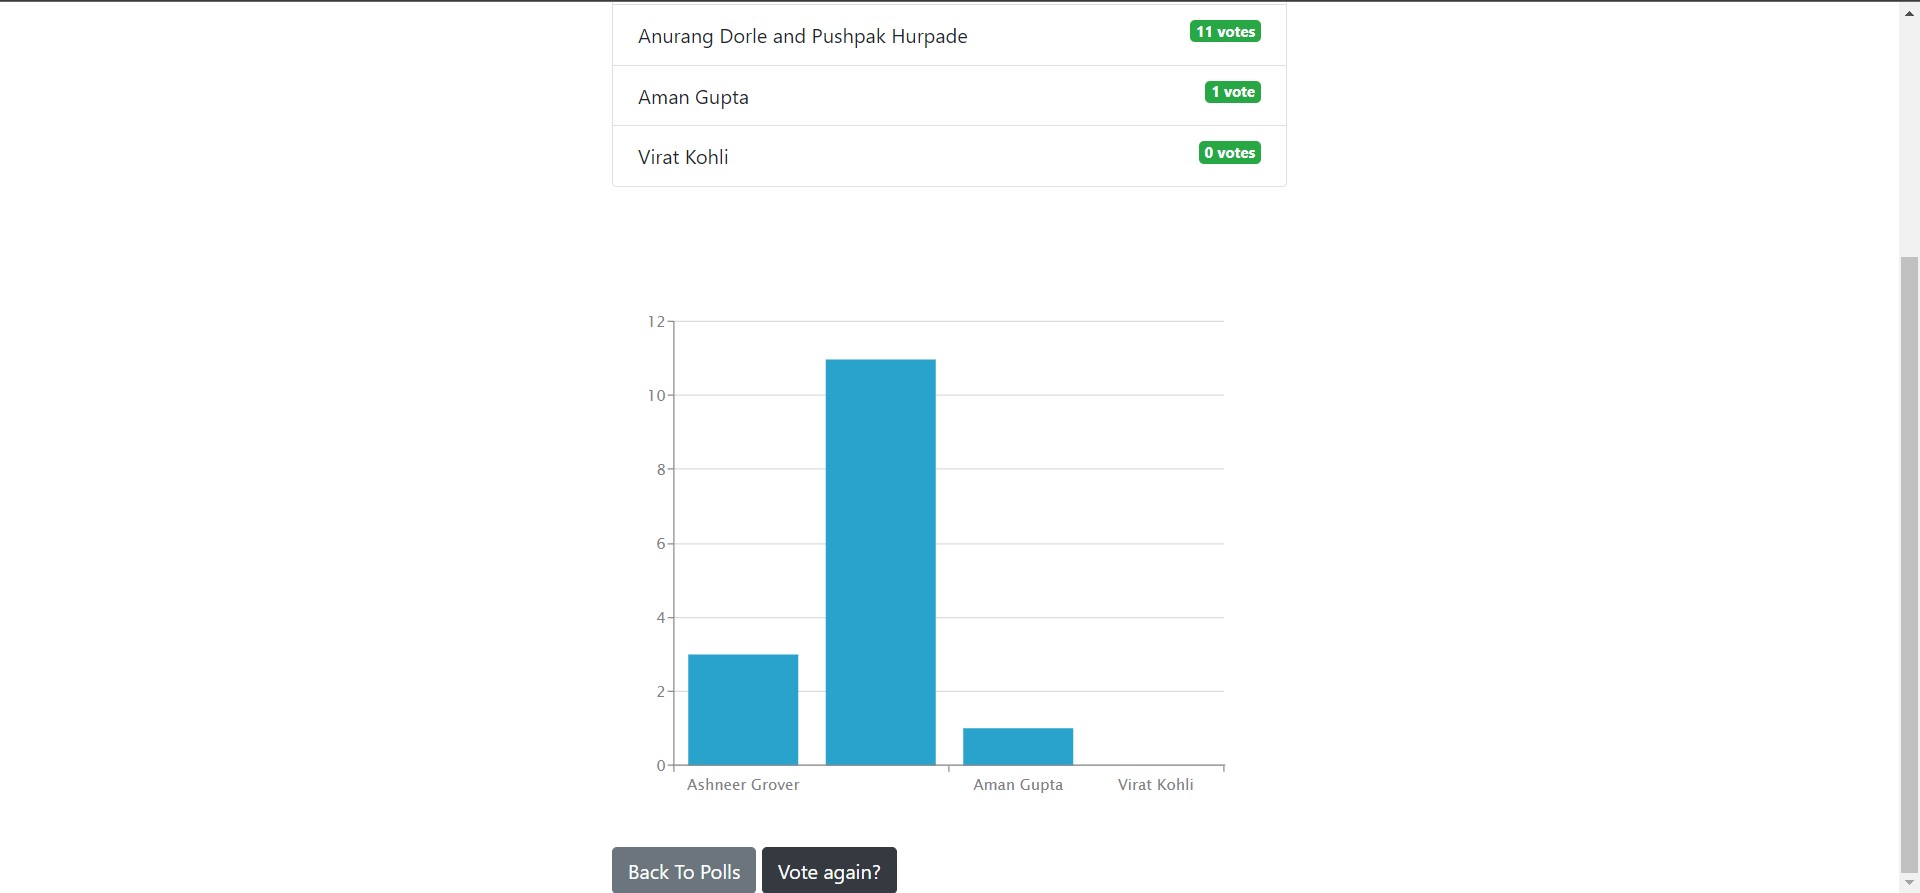 Anurang Dorle and Pushpak Hurpade 11 votes
Aman Gupta 1 vote
Virat Kohli 0 votes
12
10
8
6
4
2
0
Ashneer Grover Aman Gupta Virat Kohli
Back To Polls Vote again?